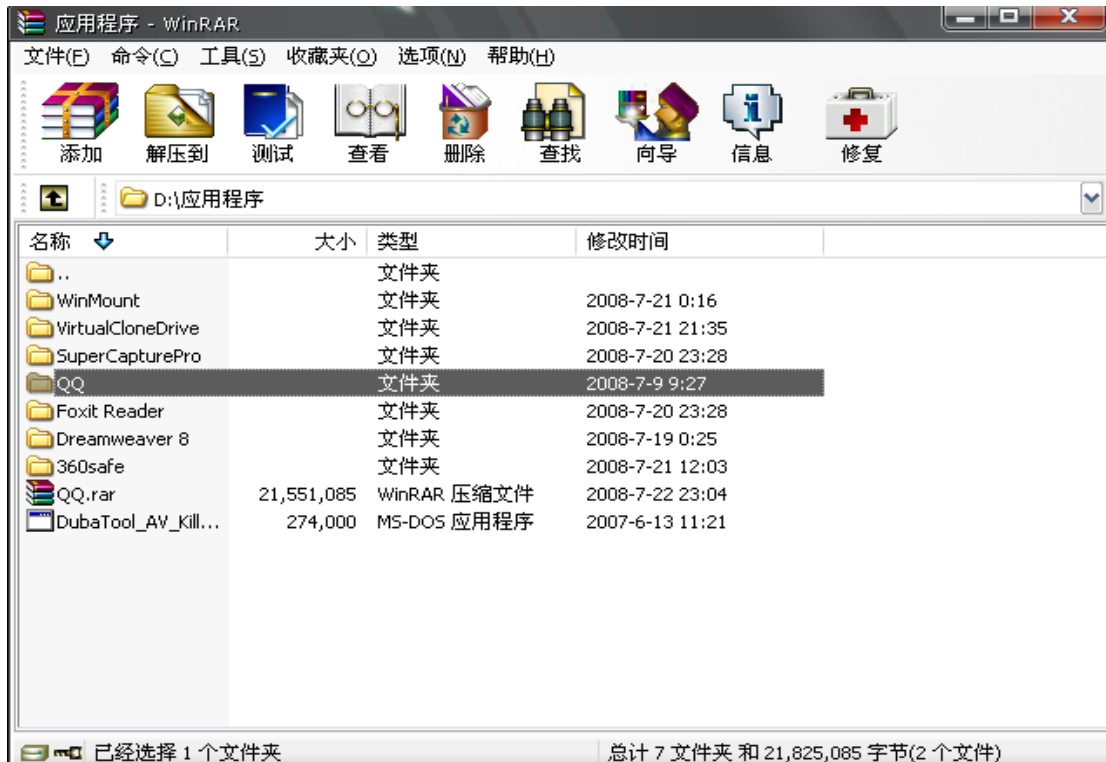 应用程序 - WinRAR
文件(F) 命令(C) 工具(S) 收藏夹(O) 选项(N) 帮助(H)
添加 解压到 测试 查看 删除 查找 向导 信息 修复
D:\应用程序
名称 大小 类型 修改时间
.. 文件夹
WinMount 文件夹 2008-7-21 0:16
VirtualCloneDrive 文件夹 2008-7-21 21:35
SuperCapturePro 文件夹 2008-7-20 23:28
QQ 文件夹 2008-7-9 9:27
Foxit Reader 文件夹 2008-7-20 23:28
Dreamweaver 8 文件夹 2008-7-19 0:25
360safe 文件夹 2008-7-21 12:03
QQ.rar 21,551,085 WinRAR 压缩文件 2008-7-22 23:04
DubaTool_AV_Kill... 274,000 MS-DOS 应用程序 2007-6-13 11:21
已经选择 1 个文件夹 总计 7 文件夹 和 21,825,085 字节(2 个文件)